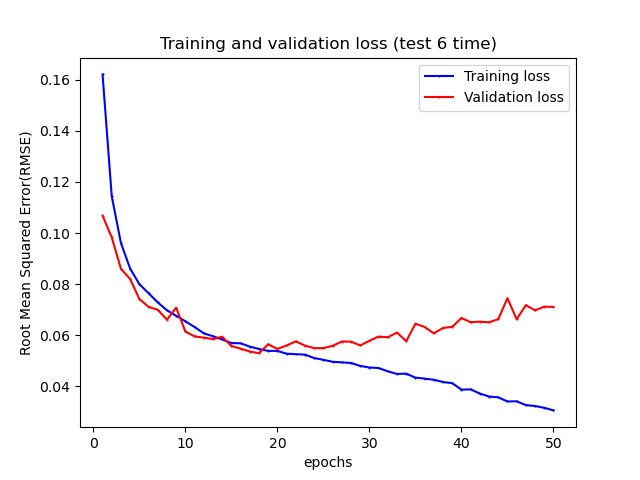 Training and validation loss (test 6 time)
Training loss
Validation loss
Root Mean Squared Error(RMSE)
0.16
0.14
0.12
0.10
0.08
0.06
0.04
0
10
20
30
40
50
epochs